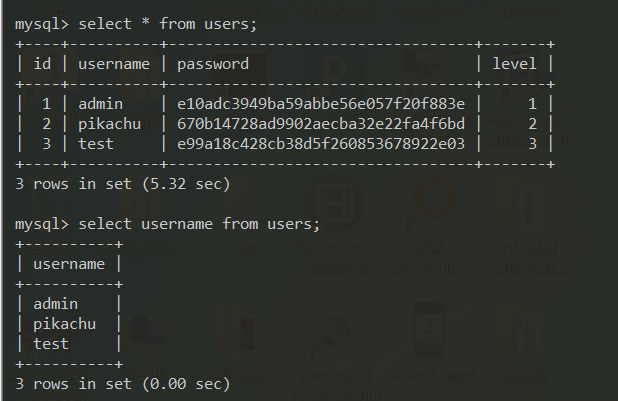 mysql> select * from users;
+----+----------+----------------------------------+-------+
| id | username | password                         | level |
+----+----------+----------------------------------+-------+
|  1 | admin    | e10adc3949ba59abbe56e057f20f883e |     1 |
|  2 | pikachu  | 670b14728ad9902aecba32e22fa4f6bd |     2 |
|  3 | test     | e99a18c428cb38d5f260853678922e03 |     3 |
+----+----------+----------------------------------+-------+
3 rows in set (5.32 sec)
mysql> select username from users;
+----------+
| username |
+----------+
| admin    |
| pikachu  |
| test     |
+----------+
3 rows in set (0.00 sec)